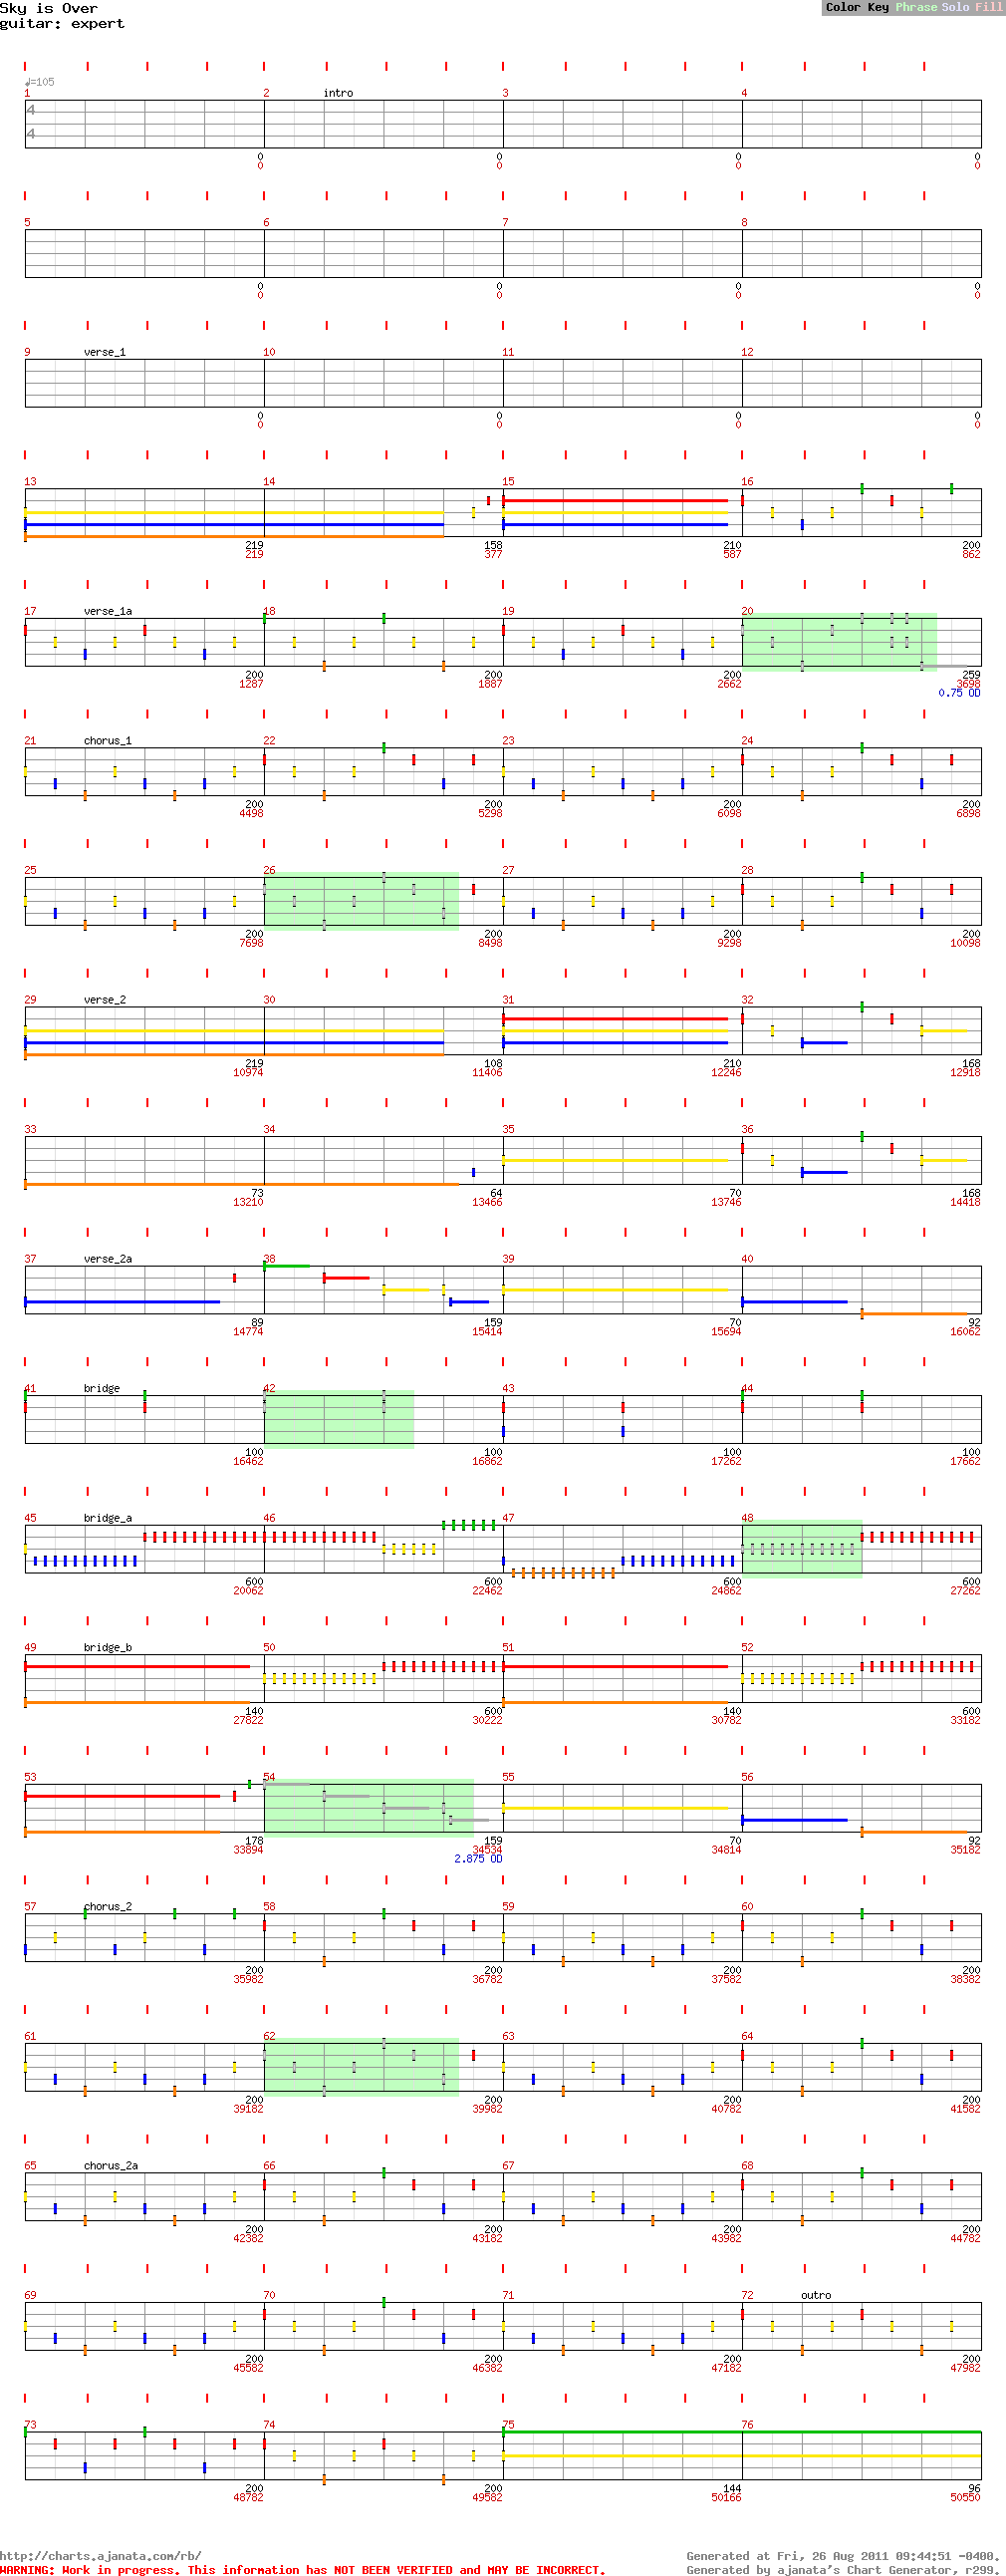 Sky is Over
guitar: expert
Color Key Phrase Solo Fill
♩=105
1 2 intro 3 4
4
4
0 0 0 0
0 0 0 0
5 6 7 8
0 0 0 0
0 0 0 0
9 verse_1 10 11 12
0 0 0 0
0 0 0 0
13 14 15 16
219 158 210 200
219 377 587 862
17 verse_1a 18 19 20
200 200 200 259
1287 1887 2662 3698
0.75 OD
21 chorus_1 22 23 24
200 200 200 200
4498 5298 6098 6898
25 26 27 28
200 200 200 200
7698 8498 9298 10098
29 verse_2 30 31 32
219 108 210 168
10974 11406 12246 12918
33 34 35 36
73 64 70 168
13210 13466 13746 14418
37 verse_2a 38 39 40
89 159 70 92
14774 15414 15694 16062
41 bridge 42 43 44
100 100 100 100
16462 16862 17262 17662
45 bridge_a 46 47 48
600 600 600 600
20062 22462 24862 27262
49 bridge_b 50 51 52
140 600 140 600
27822 30222 30782 33182
53 54 55 56
178 159 70 92
33894 34534 34814 35182
2.875 OD
57 chorus_2 58 59 60
200 200 200 200
35982 36782 37582 38382
61 62 63 64
200 200 200 200
39182 39982 40782 41582
65 chorus_2a 66 67 68
200 200 200 200
42382 43182 43982 44782
69 70 71 72 outro
200 200 200 200
45582 46382 47182 47982
73 74 75 76
200 200 144 96
48782 49582 50166 50550
http://charts.ajanata.com/rb/ Generated at Fri, 26 Aug 2011 09:44:51 -0400.
WARNING: Work in progress. This information has NOT BEEN VERIFIED and MAY BE INCORRECT. Generated by ajanata's Chart Generator, r299.